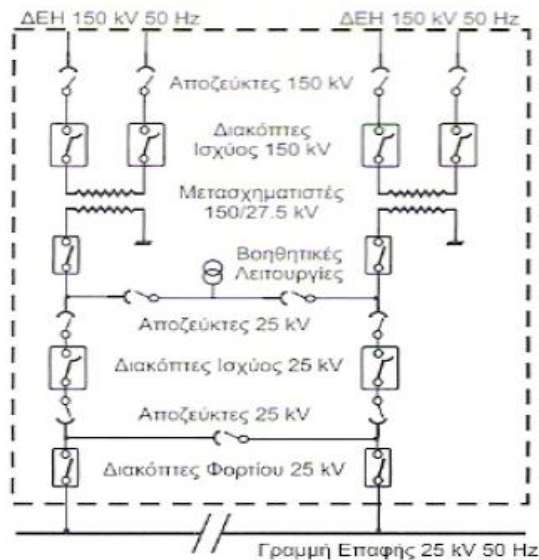 ΔΕΗ 150 kV 50 Hz
ΔΕΗ 150 kV 50 Hz
Αποζεύκτες 150 kV
Διακόπτες
Ισχύος 150 kV
Μετασχηματιστές
150/27.5 kV
Βοηθητικές
Λειτουργίες
Αποζεύκτες 25 kV
Διακόπτες Ισχύος 25 kV
Αποζεύκτες 25 kV
Διακόπτες Φορτίου 25 kV
Γραμμή Επαφής 25 kV 50 Hz